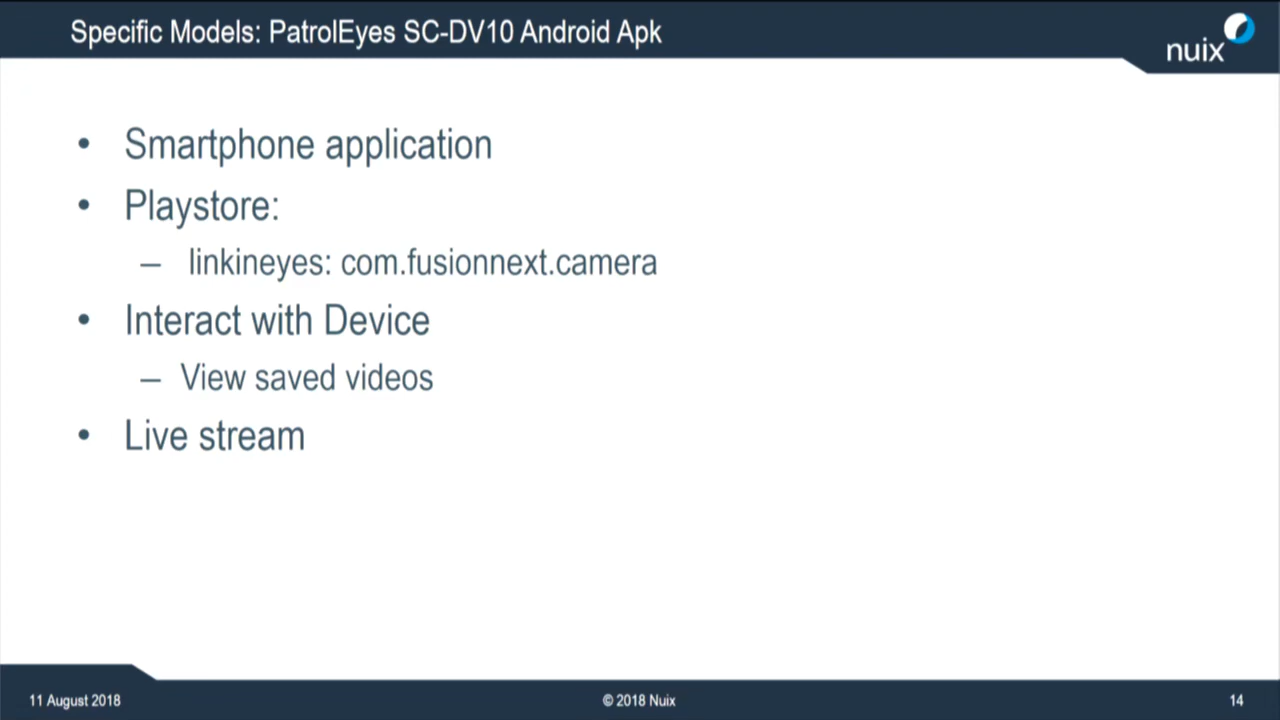 Specific Models: PatrolEyes SC-DV10 Android Apk
nuix
• Smartphone application
• Playstore:
– linkineyes: com.fusionnext.camera
• Interact with Device
– View saved videos
• Live stream
11 August 2018
© 2018 Nuix
14